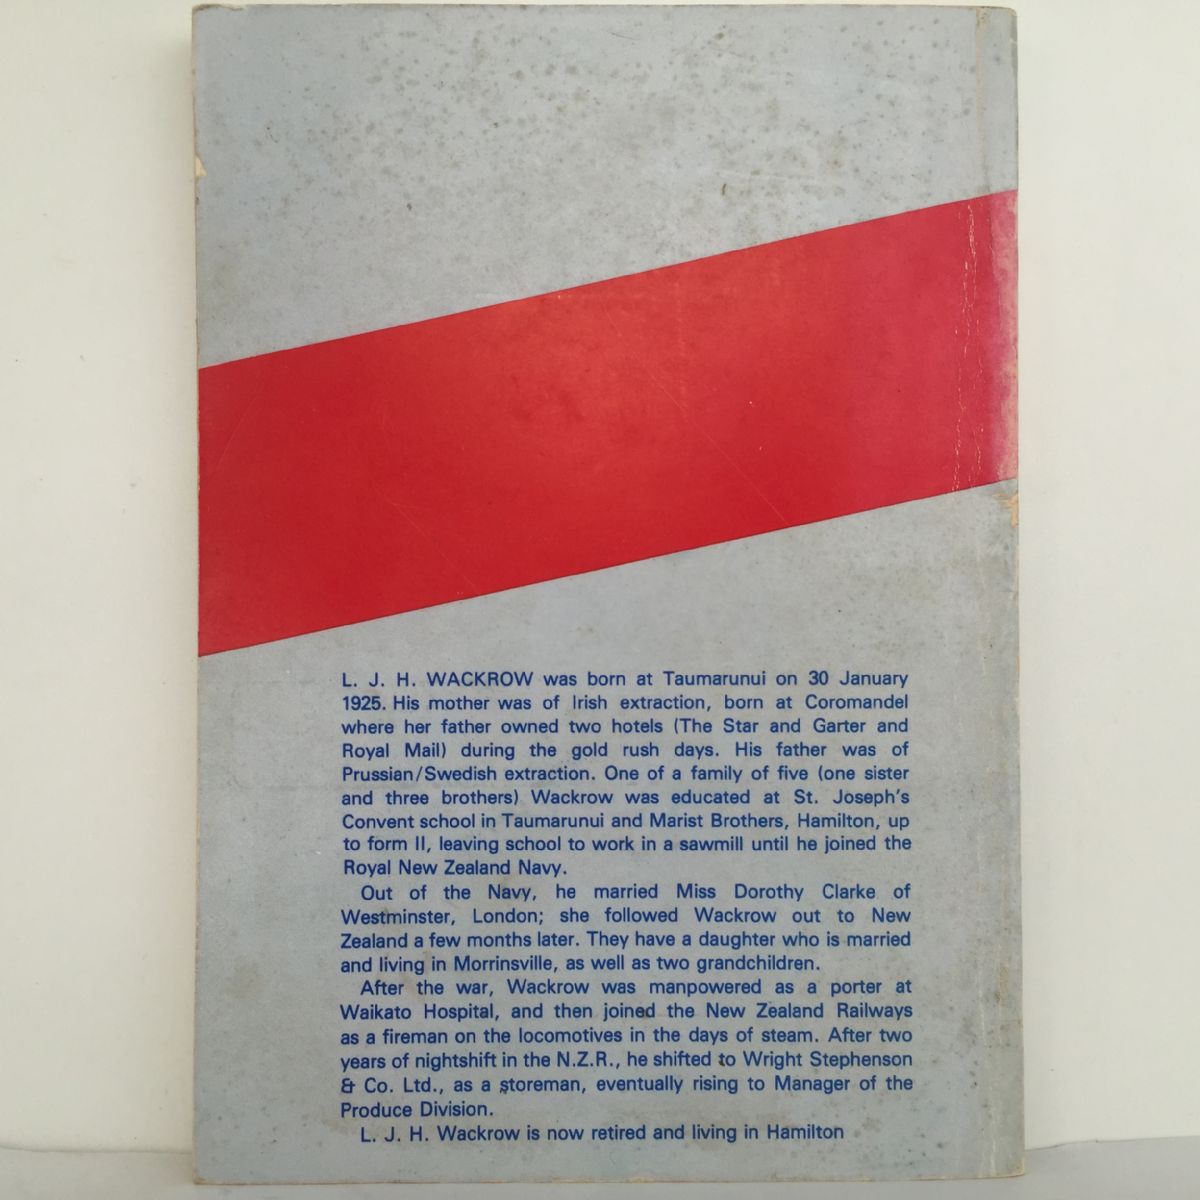 L. J. H. WACKROW was born at Taumarunui on 30 January
1925. His mother was of Irish extraction, born at Coromandel
where her father owned two hotels (The Star and Garter and
Royal Mail) during the gold rush days. His father was of
Prussian/Swedish extraction. One of a family of five (one sister
and three brothers) Wackrow was educated at St. Joseph's
Convent school in Taumarunui and Marist Brothers, Hamilton, up
to form II, leaving school to work in a sawmill until he joined the
Royal New Zealand Navy.
Out of the Navy, he married Miss Dorothy Clarke of
Westminster, London; she followed Wackrow out to New
Zealand a few months later. They have a daughter who is married
and living in Morrinsville, as well as two grandchildren.
After the war, Wackrow was manpowered as a porter at
Waikato Hospital, and then joined the New Zealand Railways
as a fireman on the locomotives in the days of steam. After two
years of nightshift in the N.Z.R., he shifted to Wright Stephenson
& Co. Ltd., as a storeman, eventually rising to Manager of the
Produce Division.
L. J. H. Wackrow is now retired and living in Hamilton